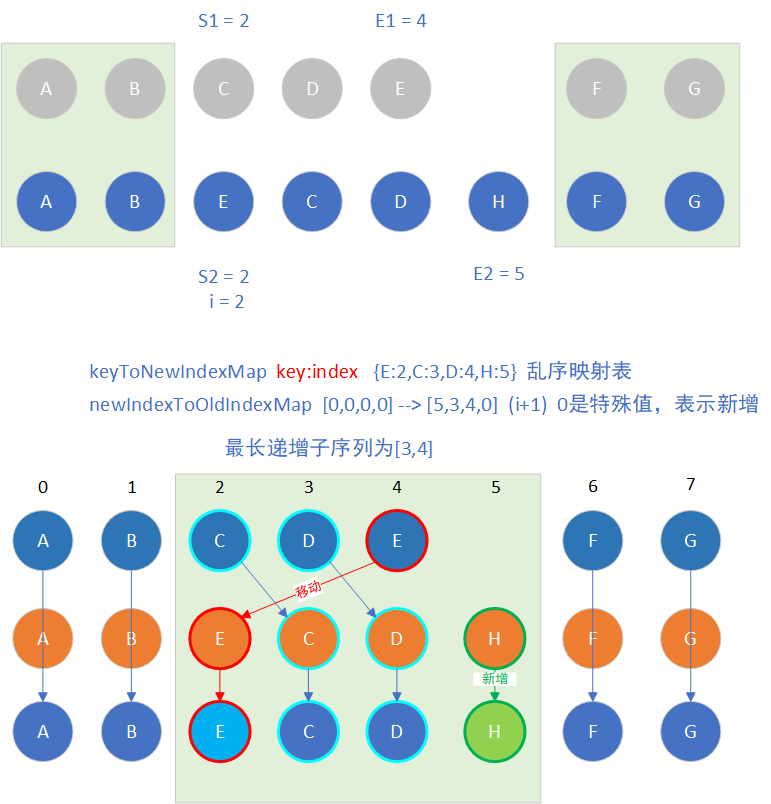 S1 = 2 E1 = 4
A B C D E F G
A B E C D H F G
S2 = 2 E2 = 5
i = 2
keyToNewIndexMap key:index {E:2,C:3,D:4,H:5} 乱序映射表
newIndexToOldIndexMap [0,0,0,0] --> [5,3,4,0] (i+1) 0是特殊值，表示新增
最长递增子序列为[3,4]
0 1 2 3 4 5 6 7
A B C D E F G
移动
A B E C D H F G
新增
A B E C D H F G